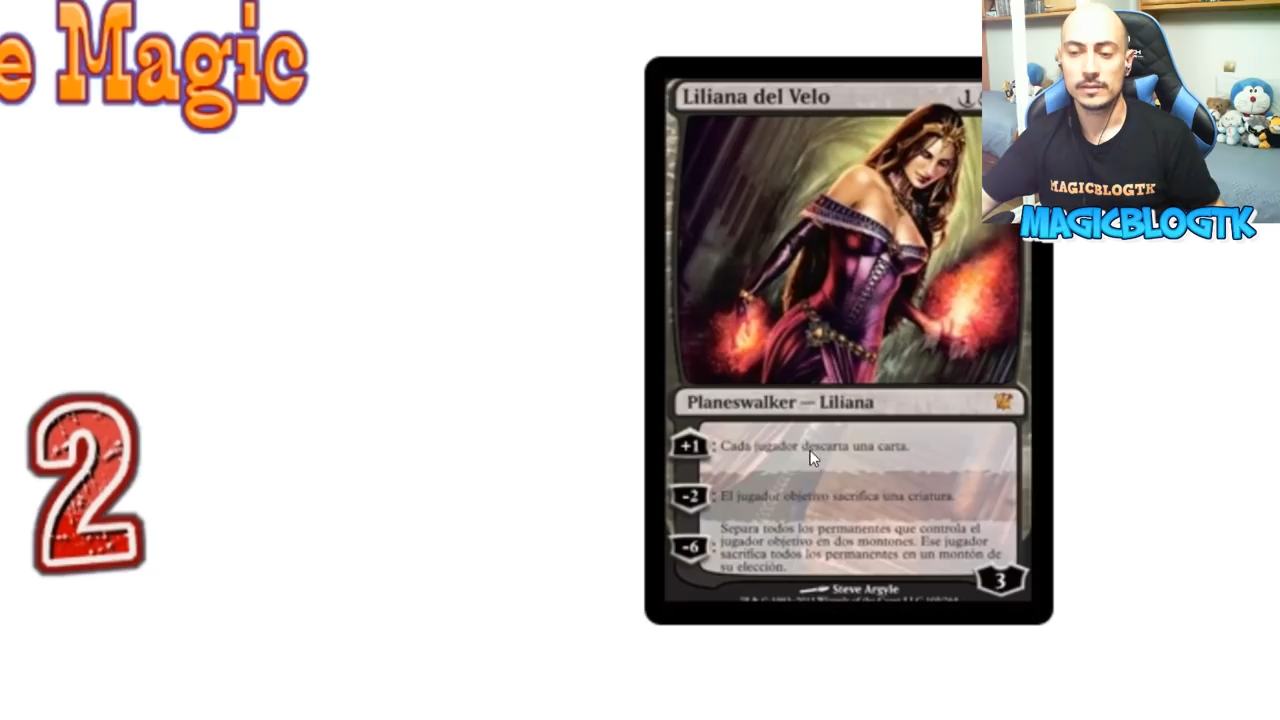 e Magic
Liliana del Velo
1
MAGICBLOGTK
MAGICBLOGTK
2
Planeswalker — Liliana
+1 : Cada jugador descarta una carta.
-2 : El jugador objetivo sacrifica una criatura.
Separa todos los permanentes que controla el
-6 : jugador objetivo en dos montones. Ese jugador
sacrifica todos los permanentes en un montón de
su elección.
3
Steve Argyle